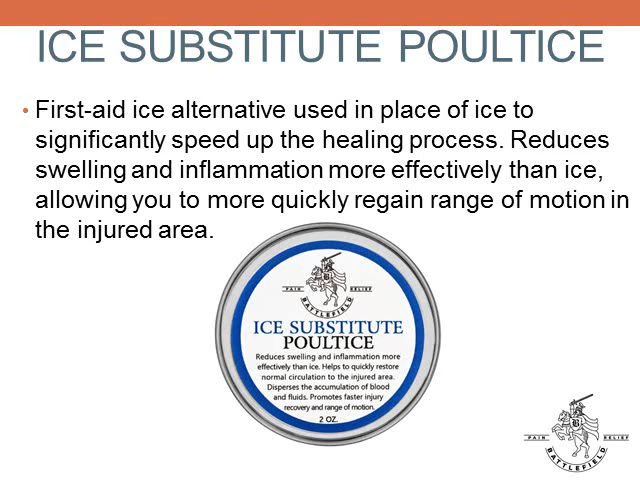 ICE SUBSTITUTE POULTICE
• First-aid ice alternative used in place of ice to
significantly speed up the healing process. Reduces
swelling and inflammation more effectively than ice,
allowing you to more quickly regain range of motion in
the injured area.
PAIN RELIEF
BATTLEFIELD
ICE SUBSTITUTE
POULTICE
Reduces swelling and inflammation more
effectively than ice. Helps to quickly restore
normal circulation to the injured area.
Disperses the accumulation of blood
and fluids. Promotes faster injury
recovery and range of motion.
2 OZ.
B
PAIN RELIEF
BATTLEFIELD